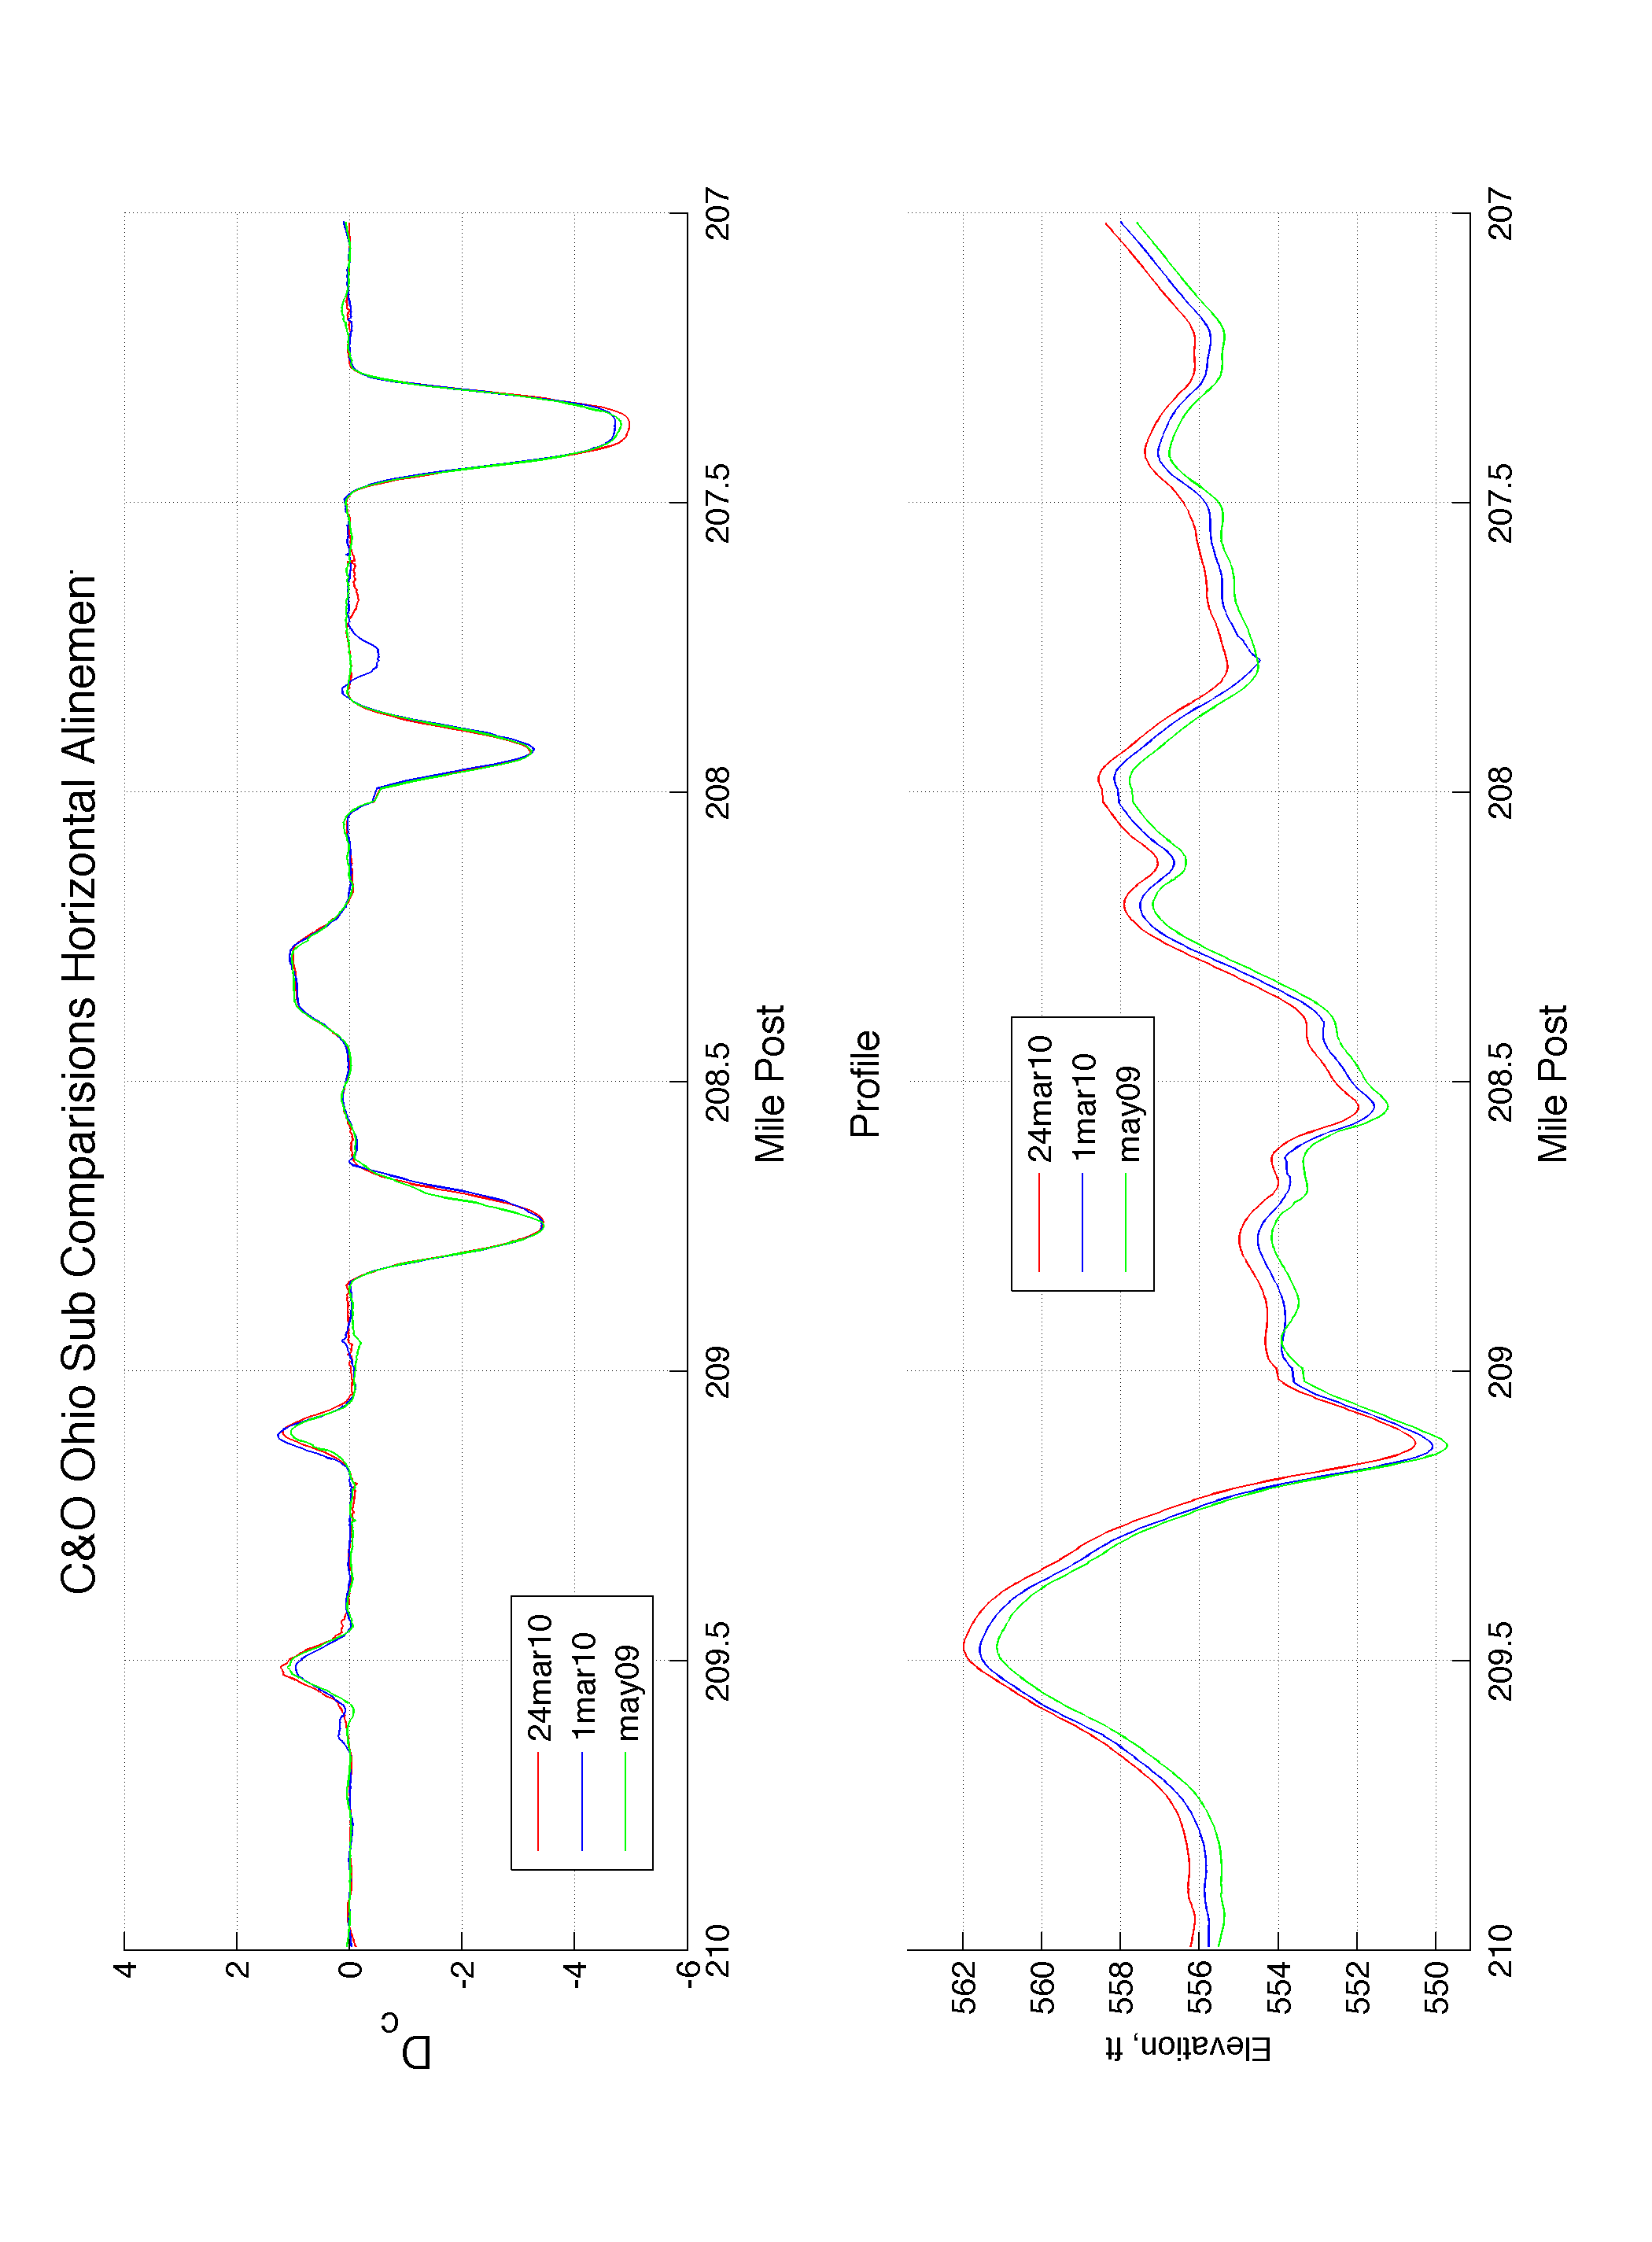 C&O Ohio Sub Comparisions Horizontal Alinemen
4
2
0
-2
-4
-6
D
c
210
209.5
209
208.5
208
207.5
207
Mile Post
24mar10
1mar10
may09
Profile
562
560
558
556
554
552
550
Elevation, ft
210
209.5
209
208.5
208
207.5
207
Mile Post
24mar10
1mar10
may09